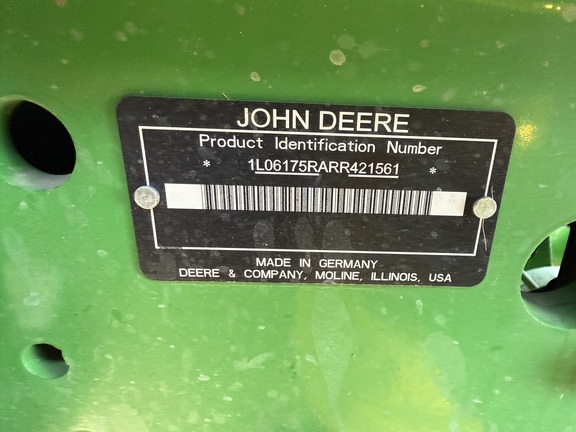 JOHN DEERE
Product Identification Number
* 1L06175RARR421561 *
MADE IN GERMANY
DEERE & COMPANY, MOLINE, ILLINOIS, USA